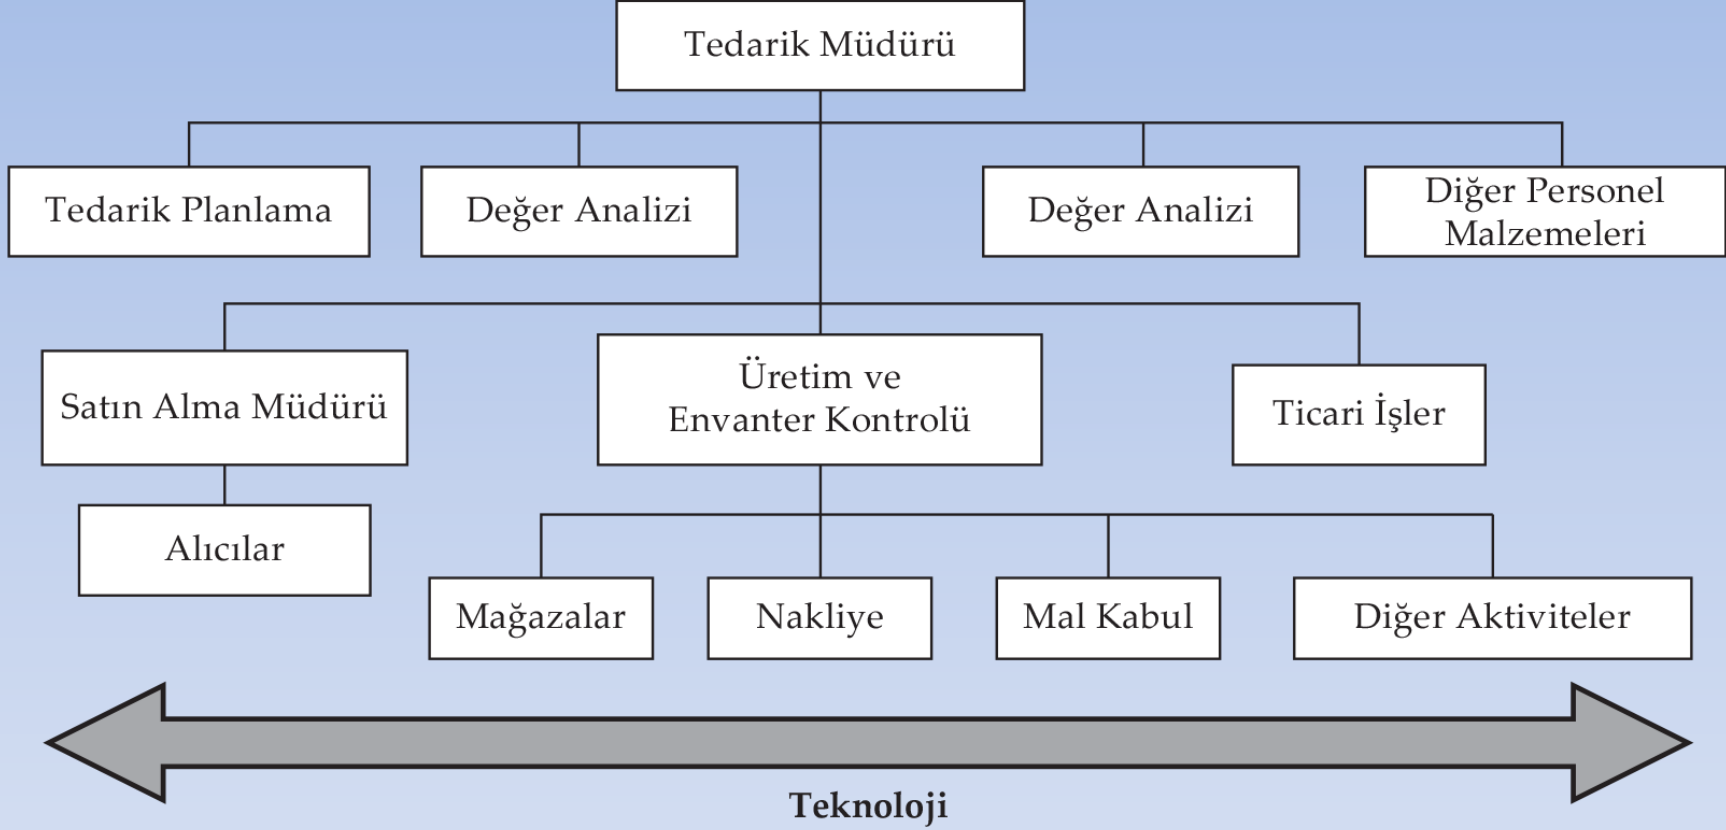 Tedarik Müdürü
Tedarik Planlama
Değer Analizi
Değer Analizi
Diğer Personel
Malzemeleri
Satın Alma Müdürü
Üretim ve
Envanter Kontrolü
Ticari İşler
Alıcılar
Mağazalar
Nakliye
Mal Kabul
Diğer Aktiviteler
Teknoloji